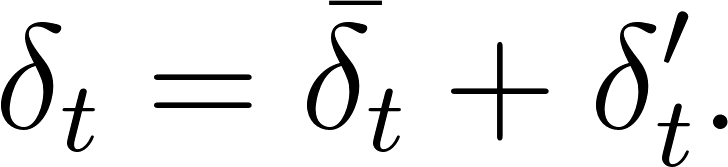 δ_t = \bar{δ}_t + δ'_t.